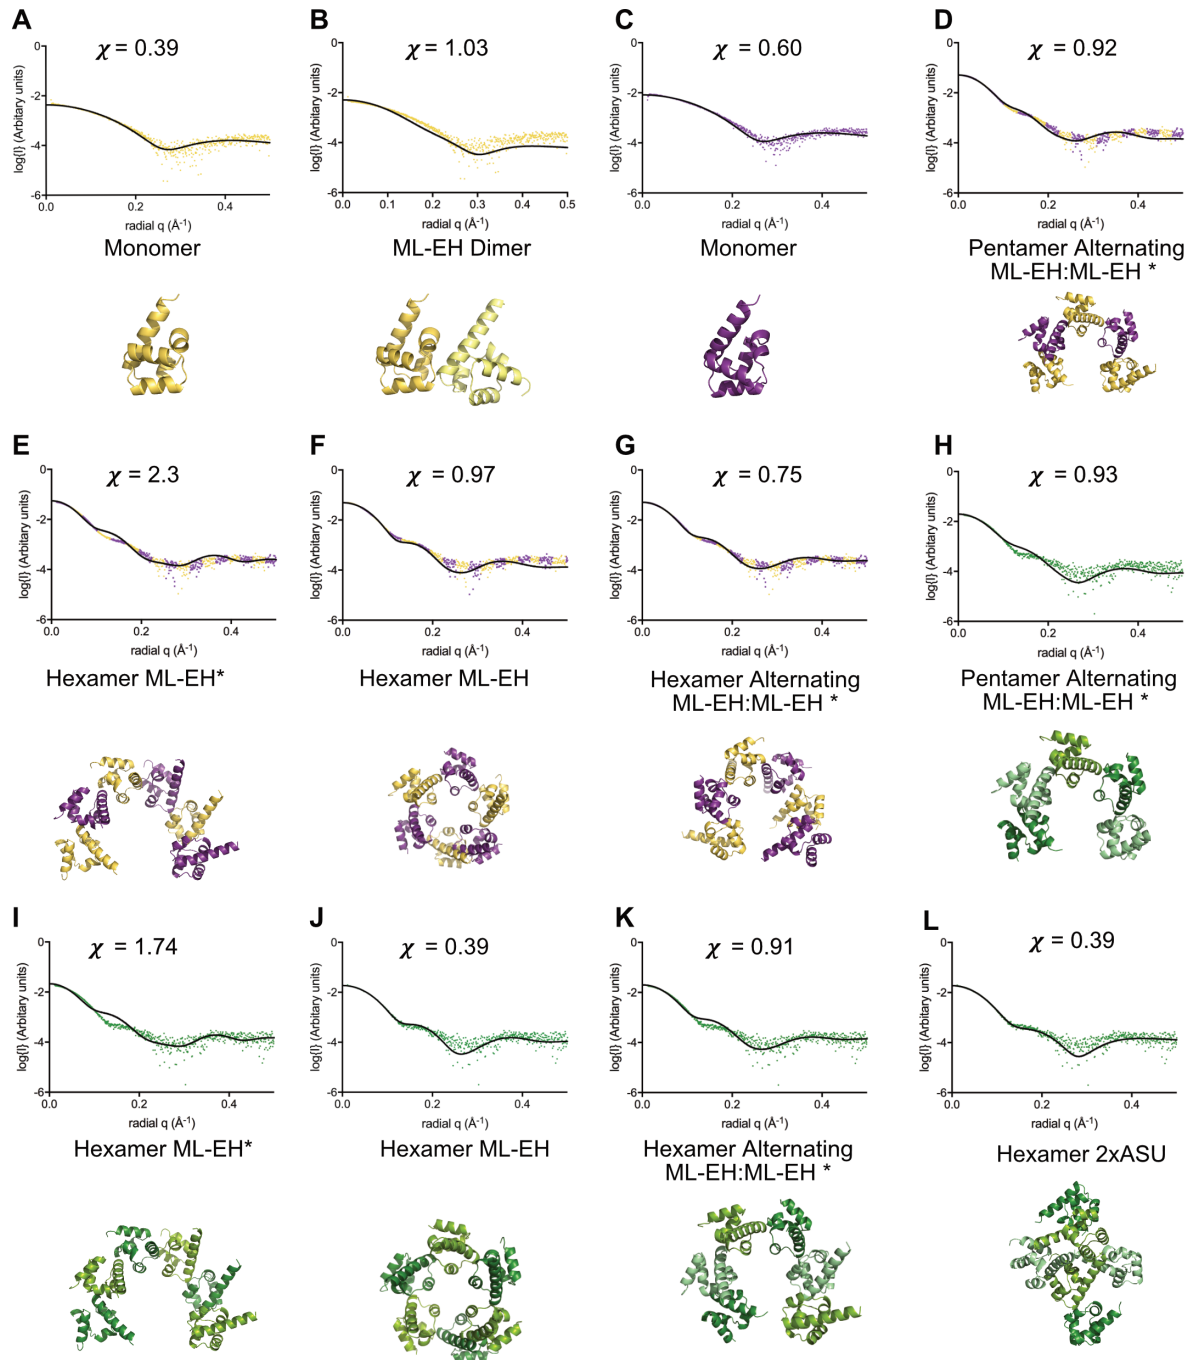 A
χ = 0.39
0
-2
-4
-6
log{I} (Arbitary units)
0.0
0.2
0.4
radial q (Å-1)
Monomer
B
χ = 1.03
0
-2
-4
-6
log{I} (Arbitary units)
0.0
0.1
0.2
0.3
0.4
0.5
radial q (Å-1)
ML-EH Dimer
C
χ = 0.60
0
-2
-4
-6
log{I} (Arbitary units)
0.0
0.2
0.4
radial q (Å-1)
Monomer
D
χ = 0.92
0
-2
-4
-6
log{I} (Arbitary units)
0.0
0.2
0.4
radial q (Å-1)
Pentamer Alternating
ML-EH:ML-EH *
E
χ = 2.3
0
-2
-4
-6
log{I} (Arbitary units)
0.0
0.2
0.4
radial q (Å-1)
Hexamer ML-EH*
F
χ = 0.97
0
-2
-4
-6
log{I} (Arbitary units)
0.0
0.2
0.4
radial q (Å-1)
Hexamer ML-EH
G
χ = 0.75
0
-2
-4
-6
log{I} (Arbitary units)
0.0
0.2
0.4
radial q (Å-1)
Hexamer Alternating
ML-EH:ML-EH *
H
χ = 0.93
0
-2
-4
-6
log{I} (Arbitary units)
0.0
0.2
0.4
radial q (Å-1)
Pentamer Alternating
ML-EH:ML-EH *
I
χ = 1.74
0
-2
-4
-6
log{I} (Arbitary units)
0.0
0.2
0.4
radial q (Å-1)
Hexamer ML-EH*
J
χ = 0.39
0
-2
-4
-6
log{I} (Arbitary units)
0.0
0.2
0.4
radial q (Å-1)
Hexamer ML-EH
K
χ = 0.91
0
-2
-4
-6
log{I} (Arbitary units)
0.0
0.2
0.4
radial q (Å-1)
Hexamer Alternating
ML-EH:ML-EH *
L
χ = 0.39
0
-2
-4
-6
log{I} (Arbitary units)
0.0
0.2
0.4
radial q (Å-1)
Hexamer 2xASU